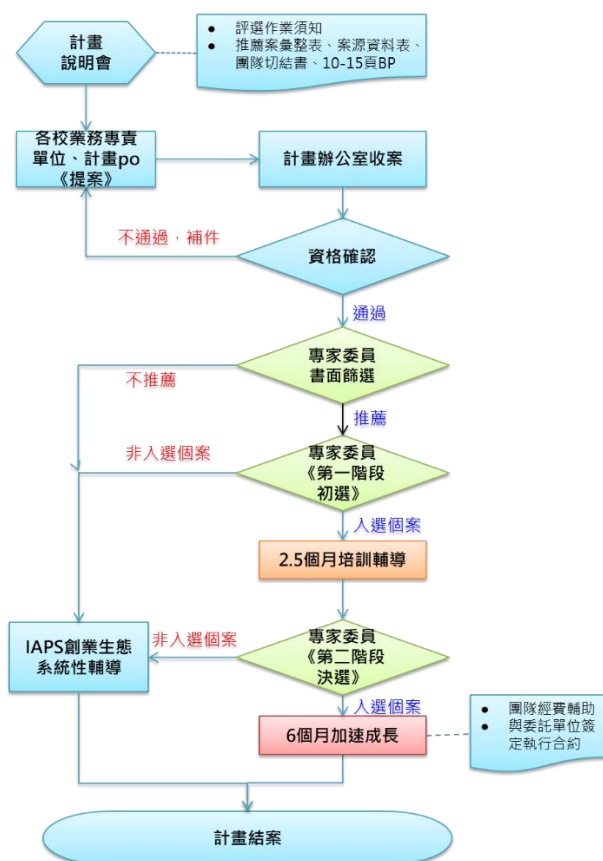 計畫
說明會
● 評選作業須知
● 推薦案彙整表、案源資料表、
團隊切結書、10-15頁BP
各校業務專責
單位、計畫po
《提案》
計畫辦公室收案
不通過，補件
資格確認
通過
專家委員
書面篩選
不推薦
推薦
非入選個案
專家委員
《第一階段
初選》
入選個案
2.5個月培訓輔導
IAPS創業生態
系統性輔導
非入選個案
專家委員
《第二階段
決選》
入選個案
6個月加速成長
● 團隊經費輔助
● 與委託單位簽
定執行合約
計畫結案